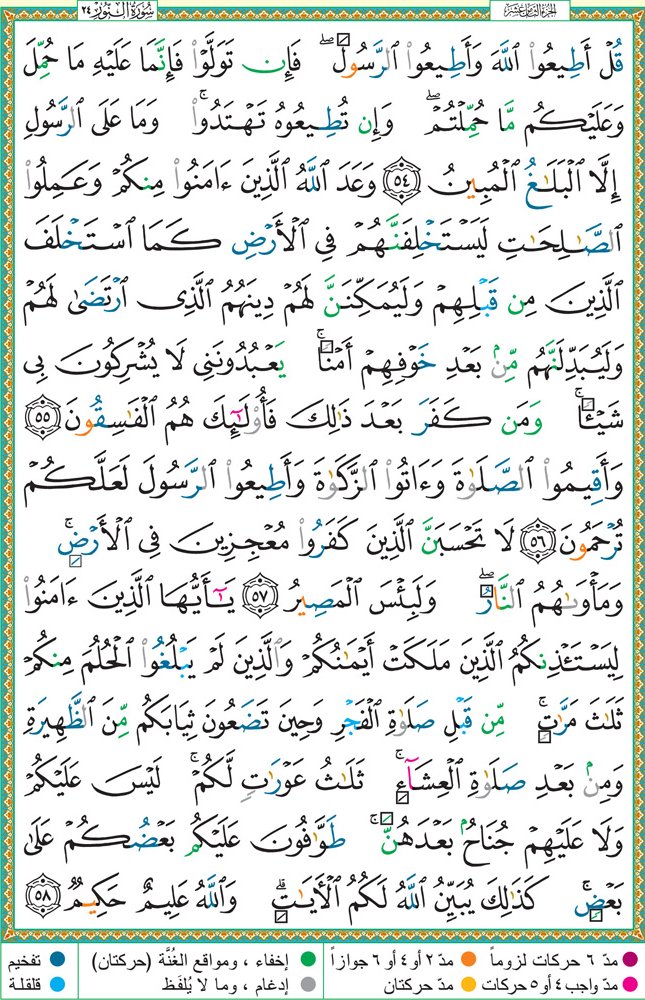 الجزء الثامن عشر
سُورَةُ النُّورِ ٢٤
قُلْ أَطِيعُوا۟ ٱللَّهَ وَأَطِيعُوا۟ ٱلرَّسُولَ ۖ فَإِن تَوَلَّوْا۟ فَإِنَّمَا عَلَيْهِ مَا حُمِّلَ
وَعَلَيْكُم مَّا حُمِّلْتُمْ ۖ وَإِن تُطِيعُوهُ تَهْتَدُوا۟ ۚ وَمَا عَلَى ٱلرَّسُولِ
إِلَّا ٱلْبَلَـٰغُ ٱلْمُبِينُ ٥٤ وَعَدَ ٱللَّهُ ٱلَّذِينَ ءَامَنُوا۟ مِنكُمْ وَعَمِلُوا۟
ٱلصَّـٰلِحَـٰتِ لَيَسْتَخْلِفَنَّهُمْ فِى ٱلْأَرْضِ كَمَا ٱسْتَخْلَفَ
ٱلَّذِينَ مِن قَبْلِهِمْ وَلَيُمَكِّنَنَّ لَهُمْ دِينَهُمُ ٱلَّذِى ٱرْتَضَىٰ لَهُمْ
وَلَيُبَدِّلَنَّهُم مِّنۢ بَعْدِ خَوْفِهِمْ أَمْنًا ۚ يَعْبُدُونَنِى لَا يُشْرِكُونَ بِى
شَيْـًٔا ۚ وَمَن كَفَرَ بَعْدَ ذَٰلِكَ فَأُو۟لَـٰٓئِكَ هُمُ ٱلْفَـٰسِقُونَ ٥٥
وَأَقِيمُوا۟ ٱلصَّلَوٰةَ وَءَاتُوا۟ ٱلزَّكَوٰةَ وَأَطِيعُوا۟ ٱلرَّسُولَ لَعَلَّكُمْ
تُرْحَمُونَ ٥٦ لَا تَحْسَبَنَّ ٱلَّذِينَ كَفَرُوا۟ مُعْجِزِينَ فِى ٱلْأَرْضِ ۚ
وَمَأْوَىٰهُمُ ٱلنَّارُ ۖ وَلَبِئْسَ ٱلْمَصِيرُ ٥٧ يَـٰٓأَيُّهَا ٱلَّذِينَ ءَامَنُوا۟
لِيَسْتَـْٔذِنكُمُ ٱلَّذِينَ مَلَكَتْ أَيْمَـٰنُكُمْ وَٱلَّذِينَ لَمْ يَبْلُغُوا۟ ٱلْحُلُمَ مِنكُمْ
ثَلَـٰثَ مَرَّٰتٍ ۚ مِّن قَبْلِ صَلَوٰةِ ٱلْفَجْرِ وَحِينَ تَضَعُونَ ثِيَابَكُم مِّنَ ٱلظَّهِيرَةِ
وَمِنۢ بَعْدِ صَلَوٰةِ ٱلْعِشَآءِ ۚ ثَلَـٰثُ عَوْرَٰتٍ لَّكُمْ ۚ لَيْسَ عَلَيْكُمْ
وَلَا عَلَيْهِمْ جُنَاحٌۢ بَعْدَهُنَّ ۚ طَوَّٰفُونَ عَلَيْكُم بَعْضُكُمْ عَلَىٰ
بَعْضٍ ۚ كَذَٰلِكَ يُبَيِّنُ ٱللَّهُ لَكُمُ ٱلْـَٔايَـٰتِ ۗ وَٱللَّهُ عَلِيمٌ حَكِيمٌ ٥٨
مدّ ٦ حركات لزوماً مدّ ٢ أو ٤ أو ٦ جوازاً إخفاء ، ومواقع الغُنَّة (حركتان) تفخيم
مدّ واجب ٤ أو ٥ حركات مدّ حركتان إدغام ، وما لا يُلفَظ قلقلة